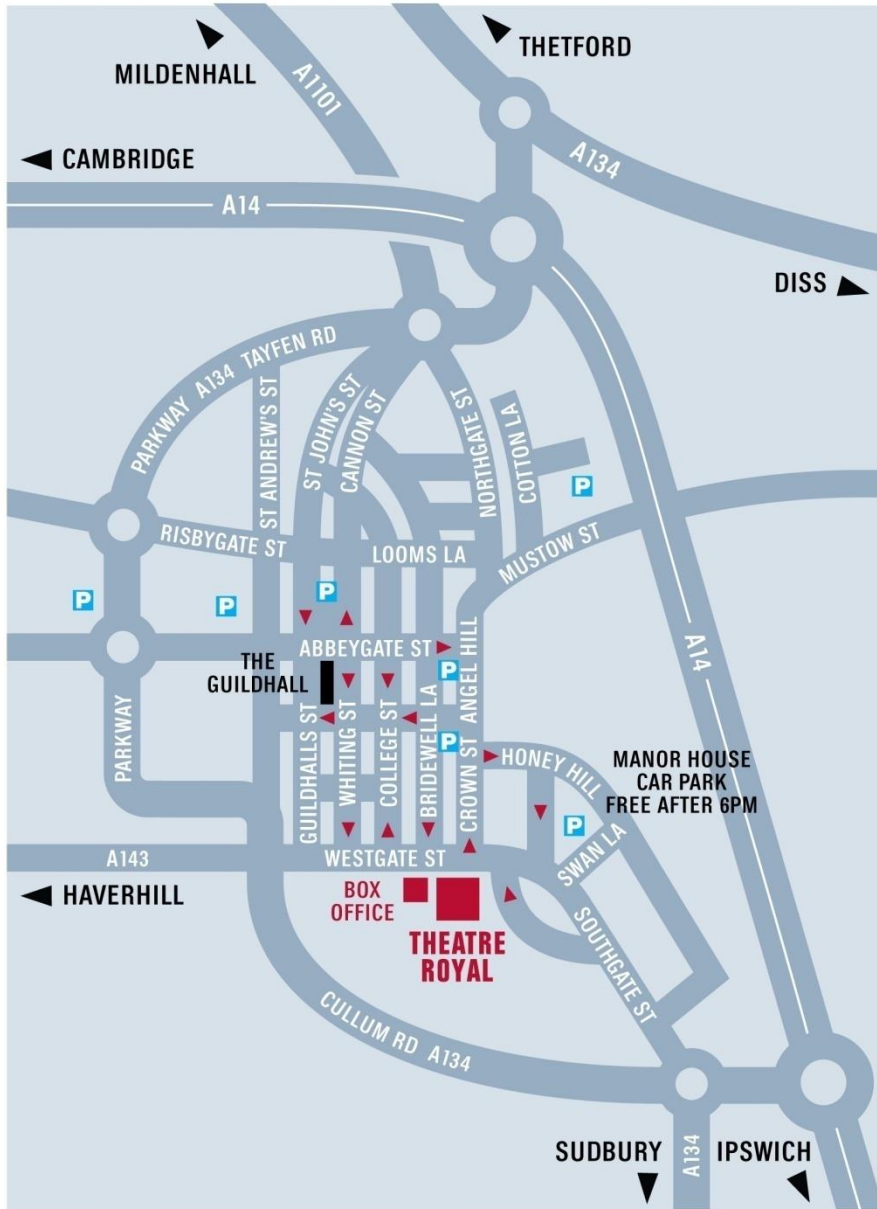 THETFORD
MILDENHALL
A1101
CAMBRIDGE
A134
A14
DISS
PARKWAY A134 TAYFEN RD
ST ANDREW'S ST
ST JOHN'S ST
CANNON ST
NORTHGATE ST
COTTON LA
P
RISBYGATE ST
LOOMS LA
MUSTOW ST
P
P
P
ABBEYGATE ST
ANGEL HILL
A14
THE
GUILDHALL
P
PARKWAY
GUILDHALLS ST
WHITING ST
COLLEGE ST
BRIDEWELL LA
P
CROWN ST
HONEY HILL
MANOR HOUSE
CAR PARK
FREE AFTER 6PM
P
SWAN LA
A143
WESTGATE ST
HAVERHILL
BOX
OFFICE
THEATRE
ROYAL
SOUTHGATE ST
CULLUM RD A134
SUDBURY
A134
IPSWICH